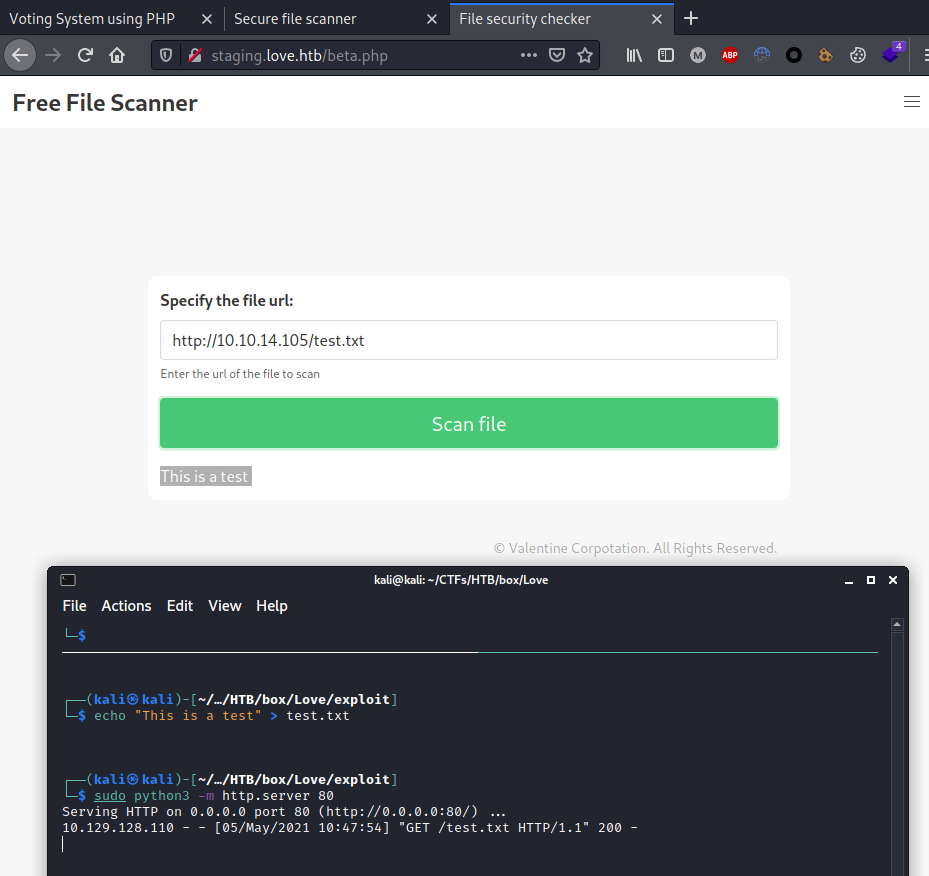 Voting System using PHP Secure file scanner File security checker
staging.love.htb/beta.php
M ABP 4
Free File Scanner
Specify the file url:
http://10.10.14.105/test.txt
Enter the url of the file to scan
Scan file
This is a test
© Valentine Corpotation. All Rights Reserved.
kali@kali: ~/CTFs/HTB/box/Love
File Actions Edit View Help
└─$
┌──(kali㉿kali)-[~/…/HTB/box/Love/exploit]
└─$ echo "This is a test" > test.txt
┌──(kali㉿kali)-[~/…/HTB/box/Love/exploit]
└─$ sudo python3 -m http.server 80
Serving HTTP on 0.0.0.0 port 80 (http://0.0.0.0:80/) ...
10.129.128.110 - - [05/May/2021 10:47:54] "GET /test.txt HTTP/1.1" 200 -